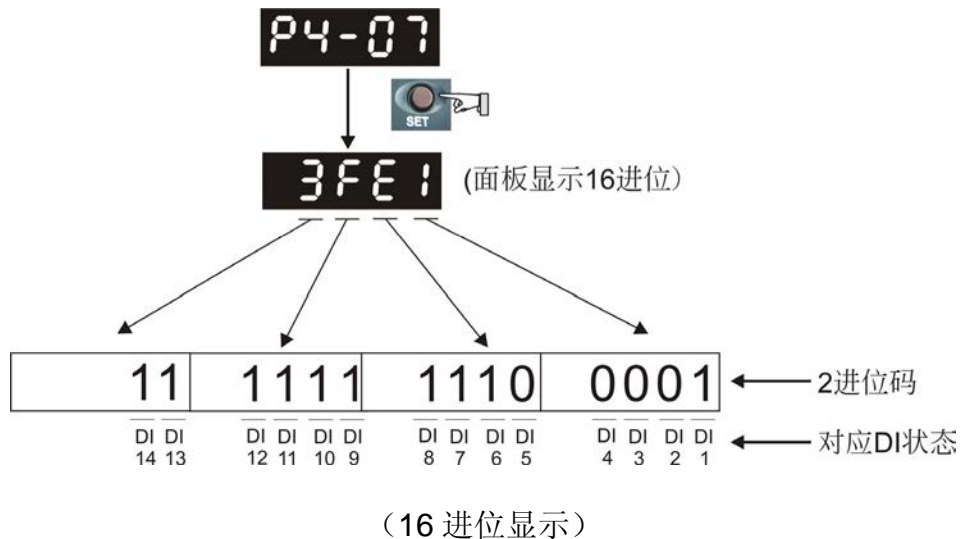 P4-07
SET
3FE1 (面板显示16进位）
11 1111 1110 0001 2进位码
DI DI DI DI DI DI DI DI DI DI DI DI DI DI 对应DI状态
14 13 12 11 10 9 8 7 6 5 4 3 2 1
（16 进位显示）